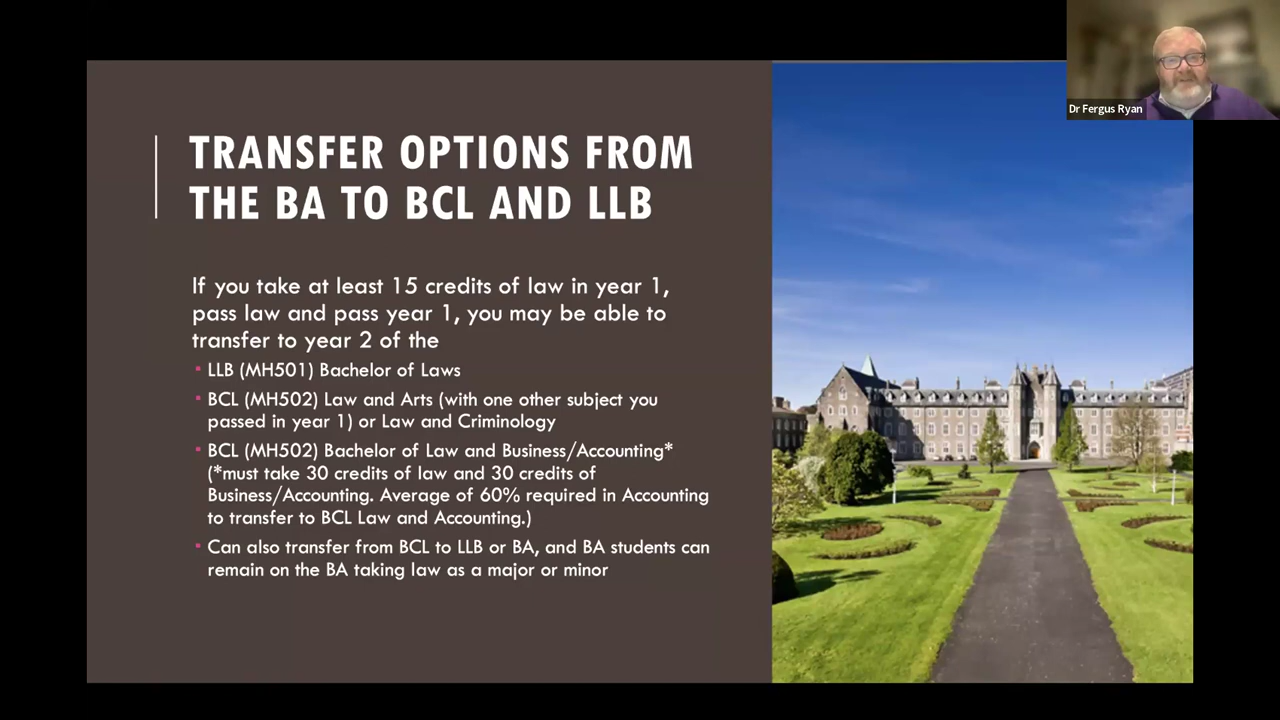 TRANSFER OPTIONS FROM
THE BA TO BCL AND LLB
If you take at least 15 credits of law in year 1,
pass law and pass year 1, you may be able to
transfer to year 2 of the
▪ LLB (MH501) Bachelor of Laws
▪ BCL (MH502) Law and Arts (with one other subject you
passed in year 1) or Law and Criminology
▪ BCL (MH502) Bachelor of Law and Business/Accounting*
(*must take 30 credits of law and 30 credits of
Business/Accounting. Average of 60% required in Accounting
to transfer to BCL Law and Accounting.)
▪ Can also transfer from BCL to LLB or BA, and BA students can
remain on the BA taking law as a major or minor
Dr Fergus Ryan